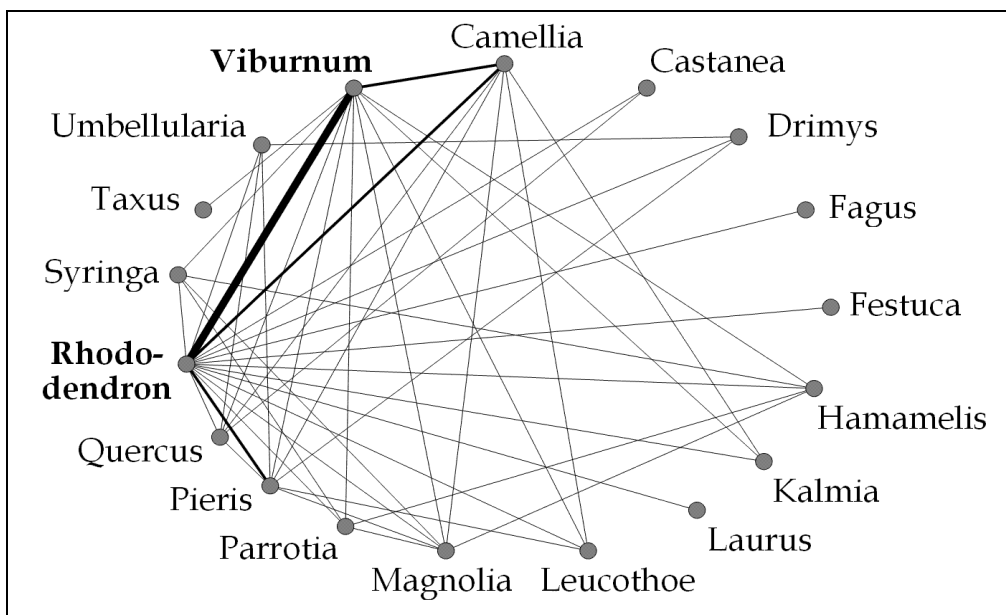 Camellia
Viburnum
Castanea
Umbellularia
Drimys
Taxus
Fagus
Syringa
Festuca
Rhodo-
dendron
Hamamelis
Quercus
Kalmia
Pieris
Laurus
Parrotia
Magnolia
Leucothoe